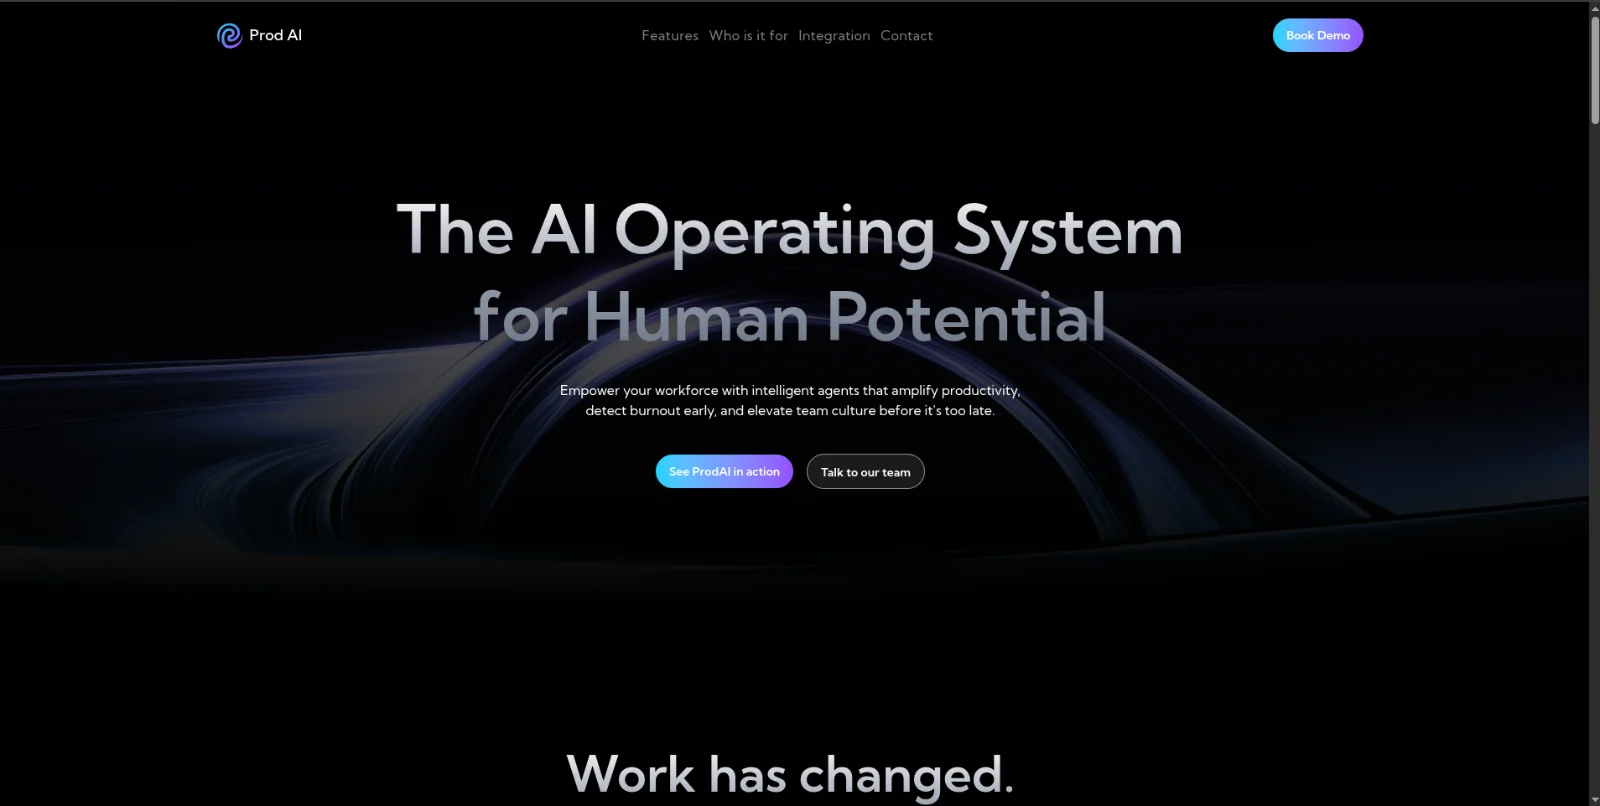 Prod AI
Features Who is it for Integration Contact
Book Demo
The AI Operating System
for Human Potential
Empower your workforce with intelligent agents that amplify productivity,
detect burnout early, and elevate team culture before it's too late.
See ProdAI in action
Talk to our team
Work has changed.